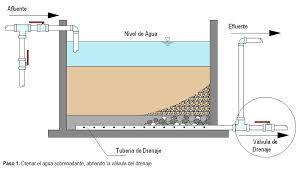 Afluente
Efluente
Nivel de Agua
Tuberia de Drenaje
Válvula de
Drenaje
Paso 1. Drenar el agua sobrenadante, abriendo la válvula del drenaje